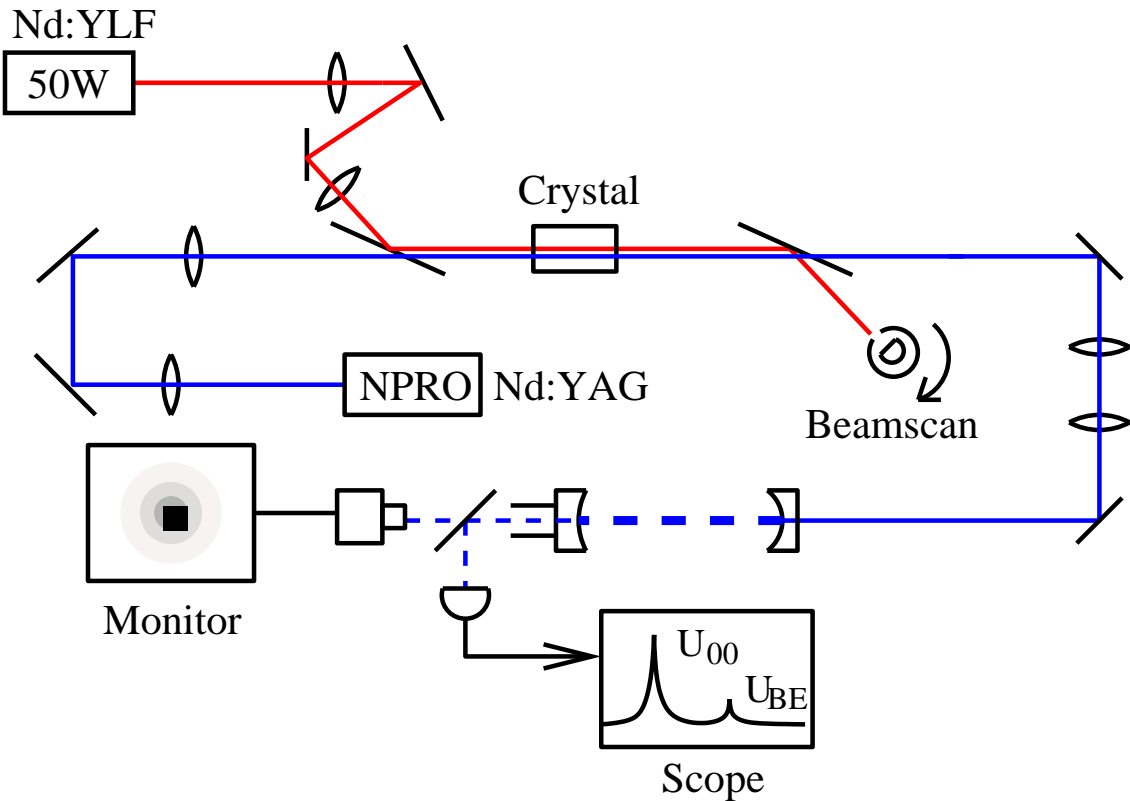 Nd:YLF
50W
Crystal
NPRO Nd:YAG
Beamscan
Monitor
U00
UBE
Scope